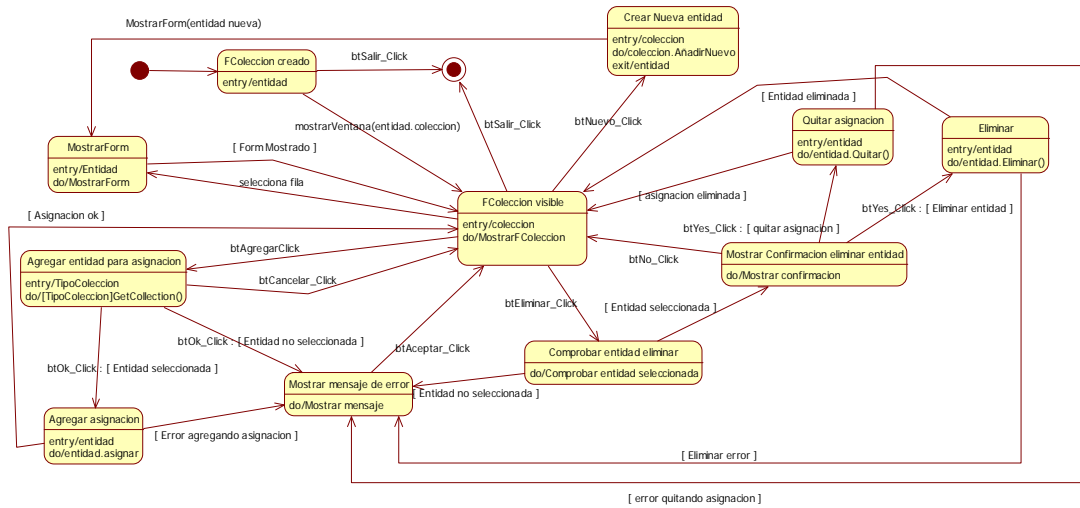 Crear Nueva entidad
entry/coleccion
do/coleccion.AñadirNuevo
exit/entidad
MostrarForm(entidad nueva)
FColeccion creado
entry/entidad
btSalir_Click
[ Entidad eliminada ]
Quitar asignacion
entry/entidad
do/entidad.Quitar()
Eliminar
entry/entidad
do/entidad.Eliminar()
mostrarVentana(entidad.coleccion)
btSalir_Click
btNuevo_Click
MostrarForm
entry/Entidad
do/MostrarForm
[ Form Mostrado ]
selecciona fila
FColeccion visible
entry/coleccion
do/MostrarFColeccion
[ asignacion eliminada ]
btYes_Click : [ Eliminar entidad ]
btYes_Click : [ quitar asignacion ]
[ Asignacion ok ]
btAgregarClick
Agregar entidad para asignacion
entry/TipoColeccion
do/[TipoColeccion]GetCollection()
btCancelar_Click
btNo_Click
Mostrar Confirmacion eliminar entidad
do/Mostrar confirmacion
btEliminar_Click
[ Entidad seleccionada ]
btOk_Click : [ Entidad no seleccionada ]
btAceptar_Click
Comprobar entidad eliminar
do/Comprobar entidad seleccionada
btOk_Click : [ Entidad seleccionada ]
Mostrar mensaje de error
do/Mostrar mensaje
[ Entidad no seleccionada ]
Agregar asignacion
entry/entidad
do/entidad.asignar
[ Error agregando asignacion ]
[ Eliminar error ]
[ error quitando asignacion ]